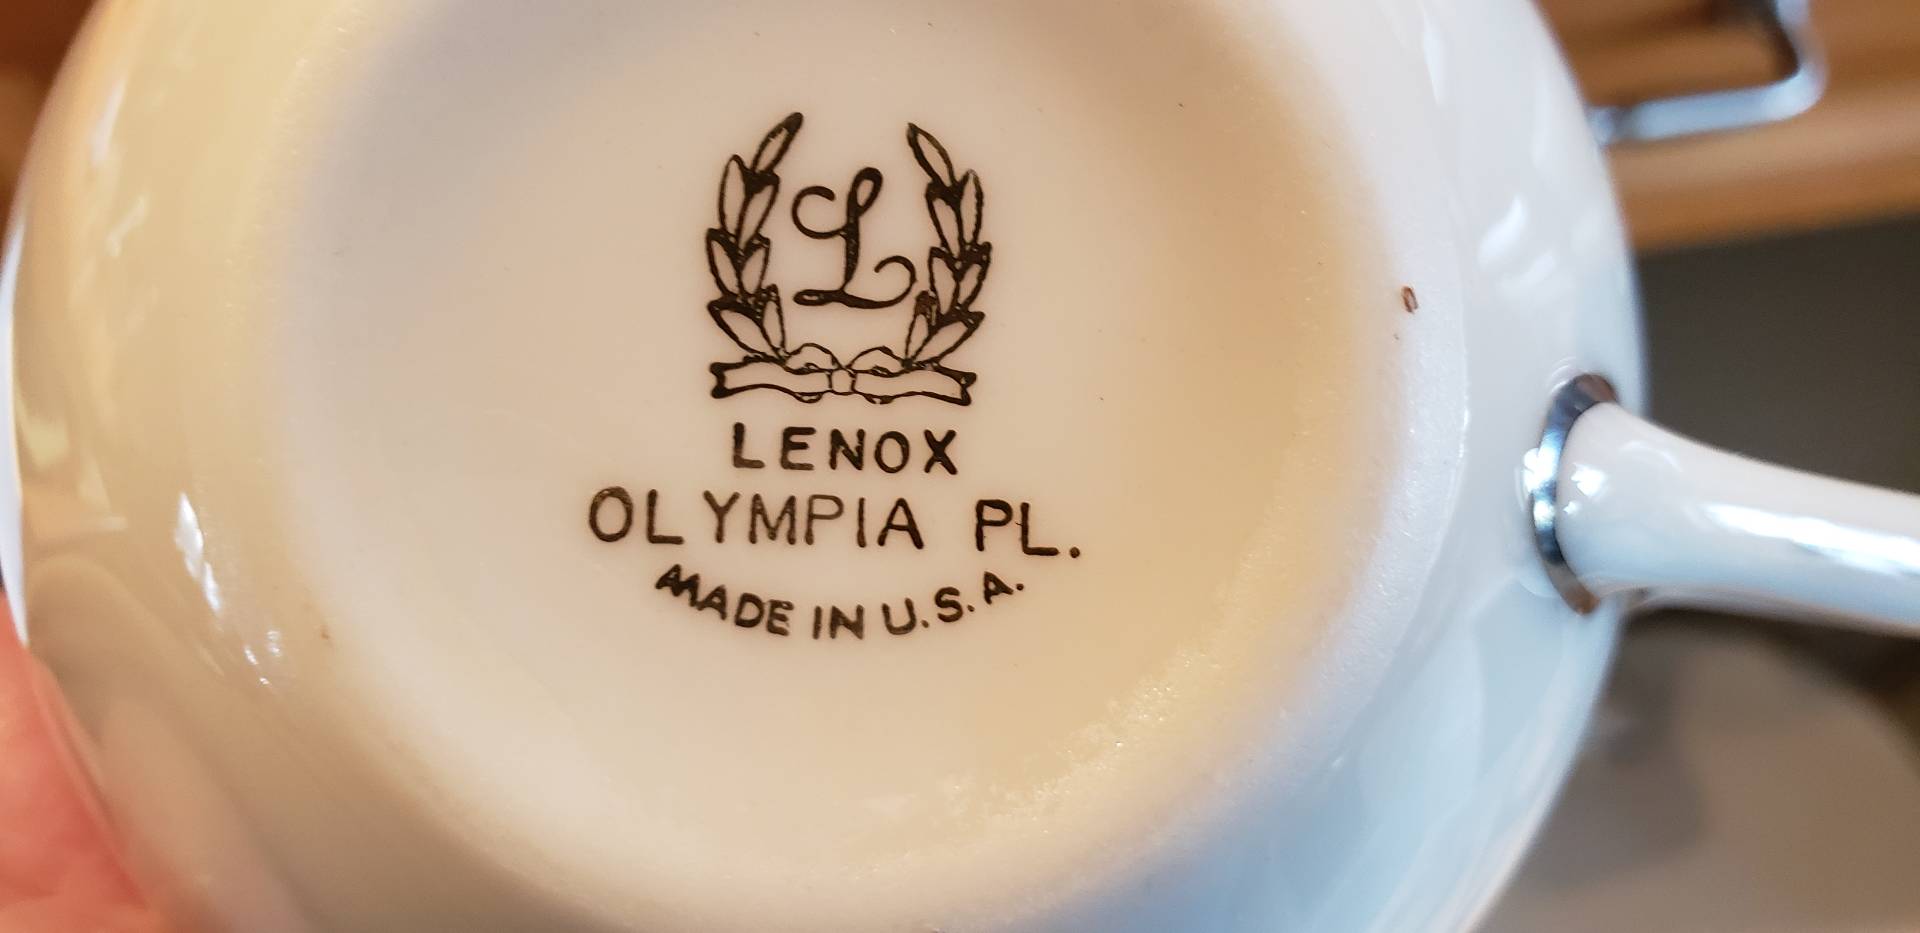 L
LENOX
OLYMPIA PL.
MADE IN U.S.A.